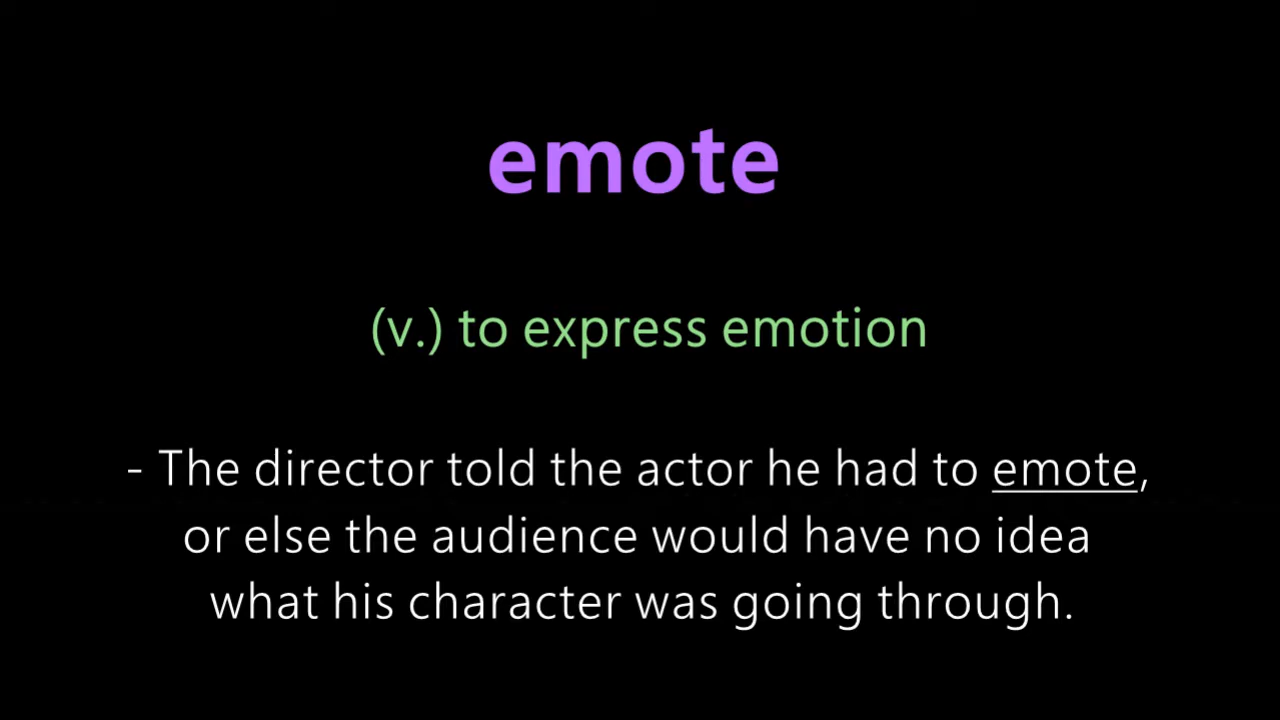 emote
(v.) to express emotion
- The director told the actor he had to emote,
or else the audience would have no idea
what his character was going through.